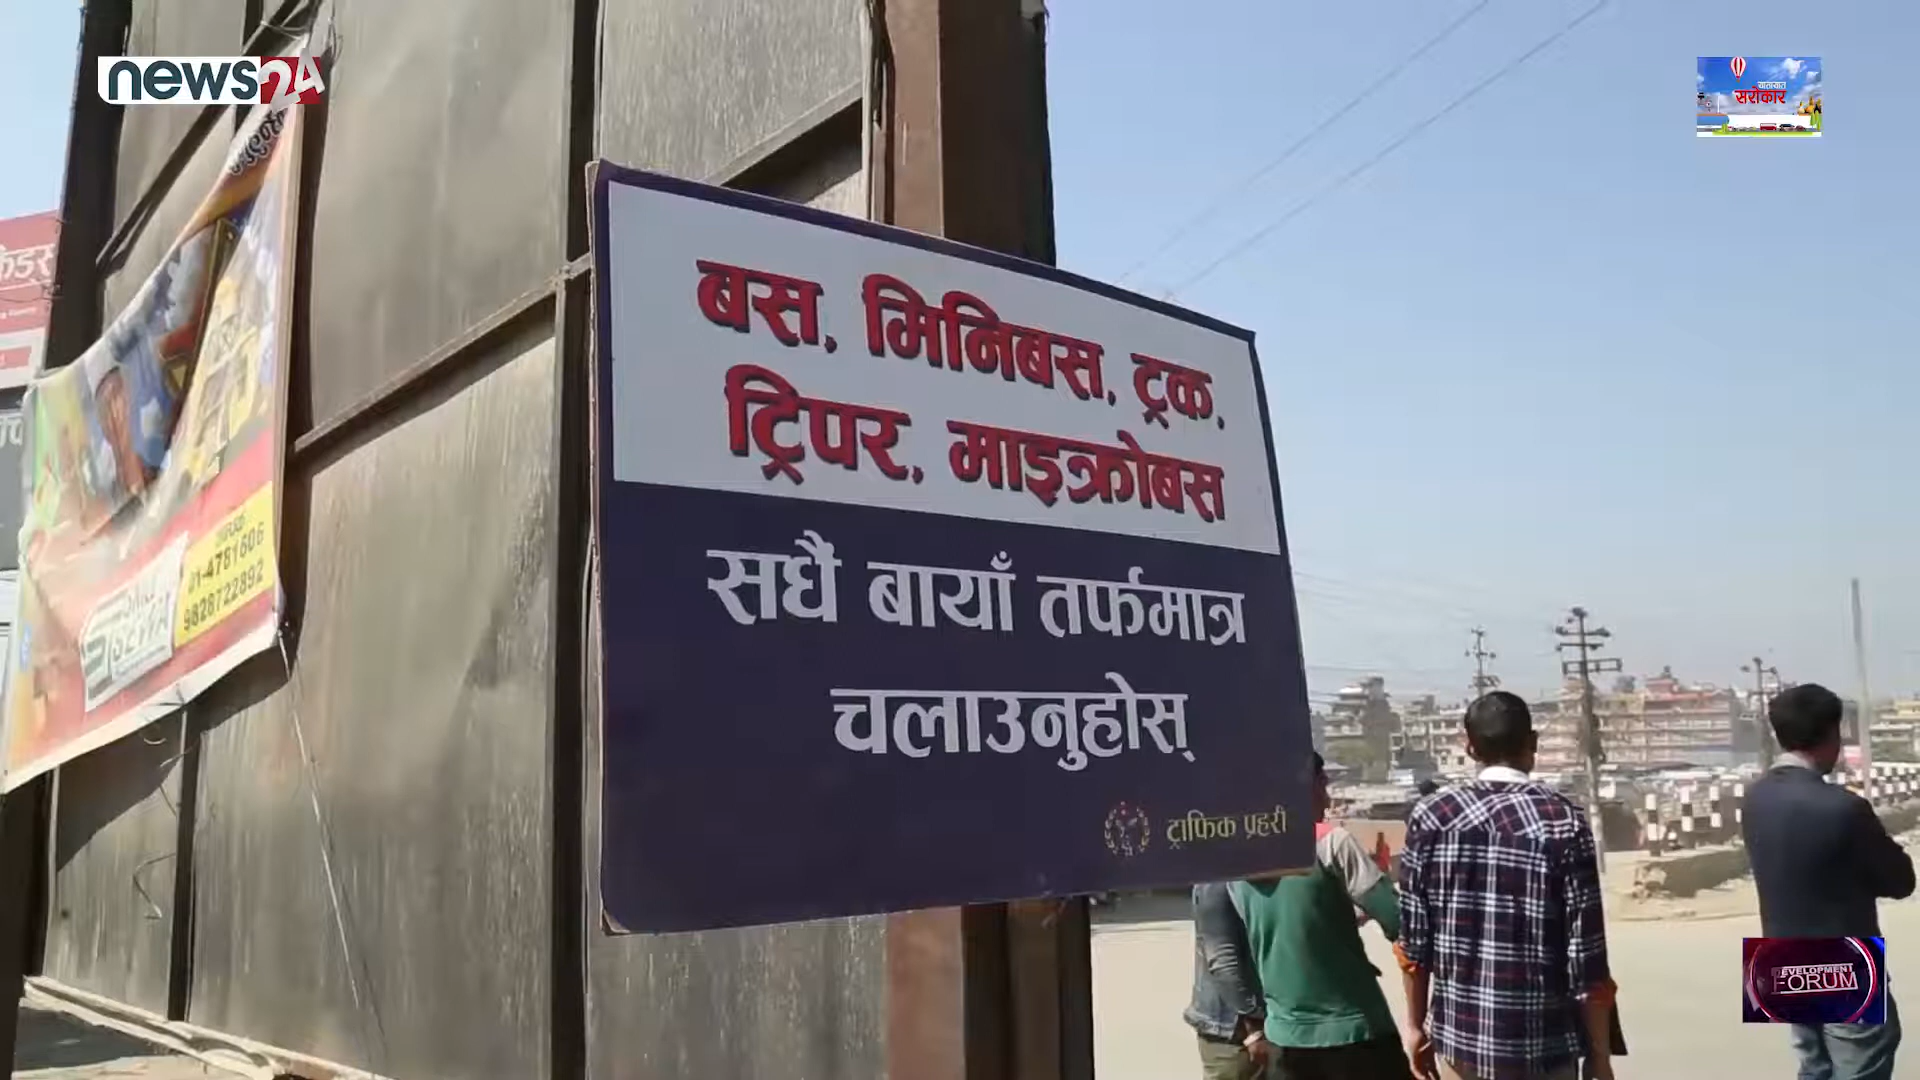 news24
सरोकार
बस, मिनिबस, ट्रक,
ट्रिपर, माइक्रोबस
सधैं बायाँ तर्फमात्र
चलाउनुहोस्
ट्राफिक प्रहरी
01-4781606
9828722892
DEVELOPMENT
FORUM